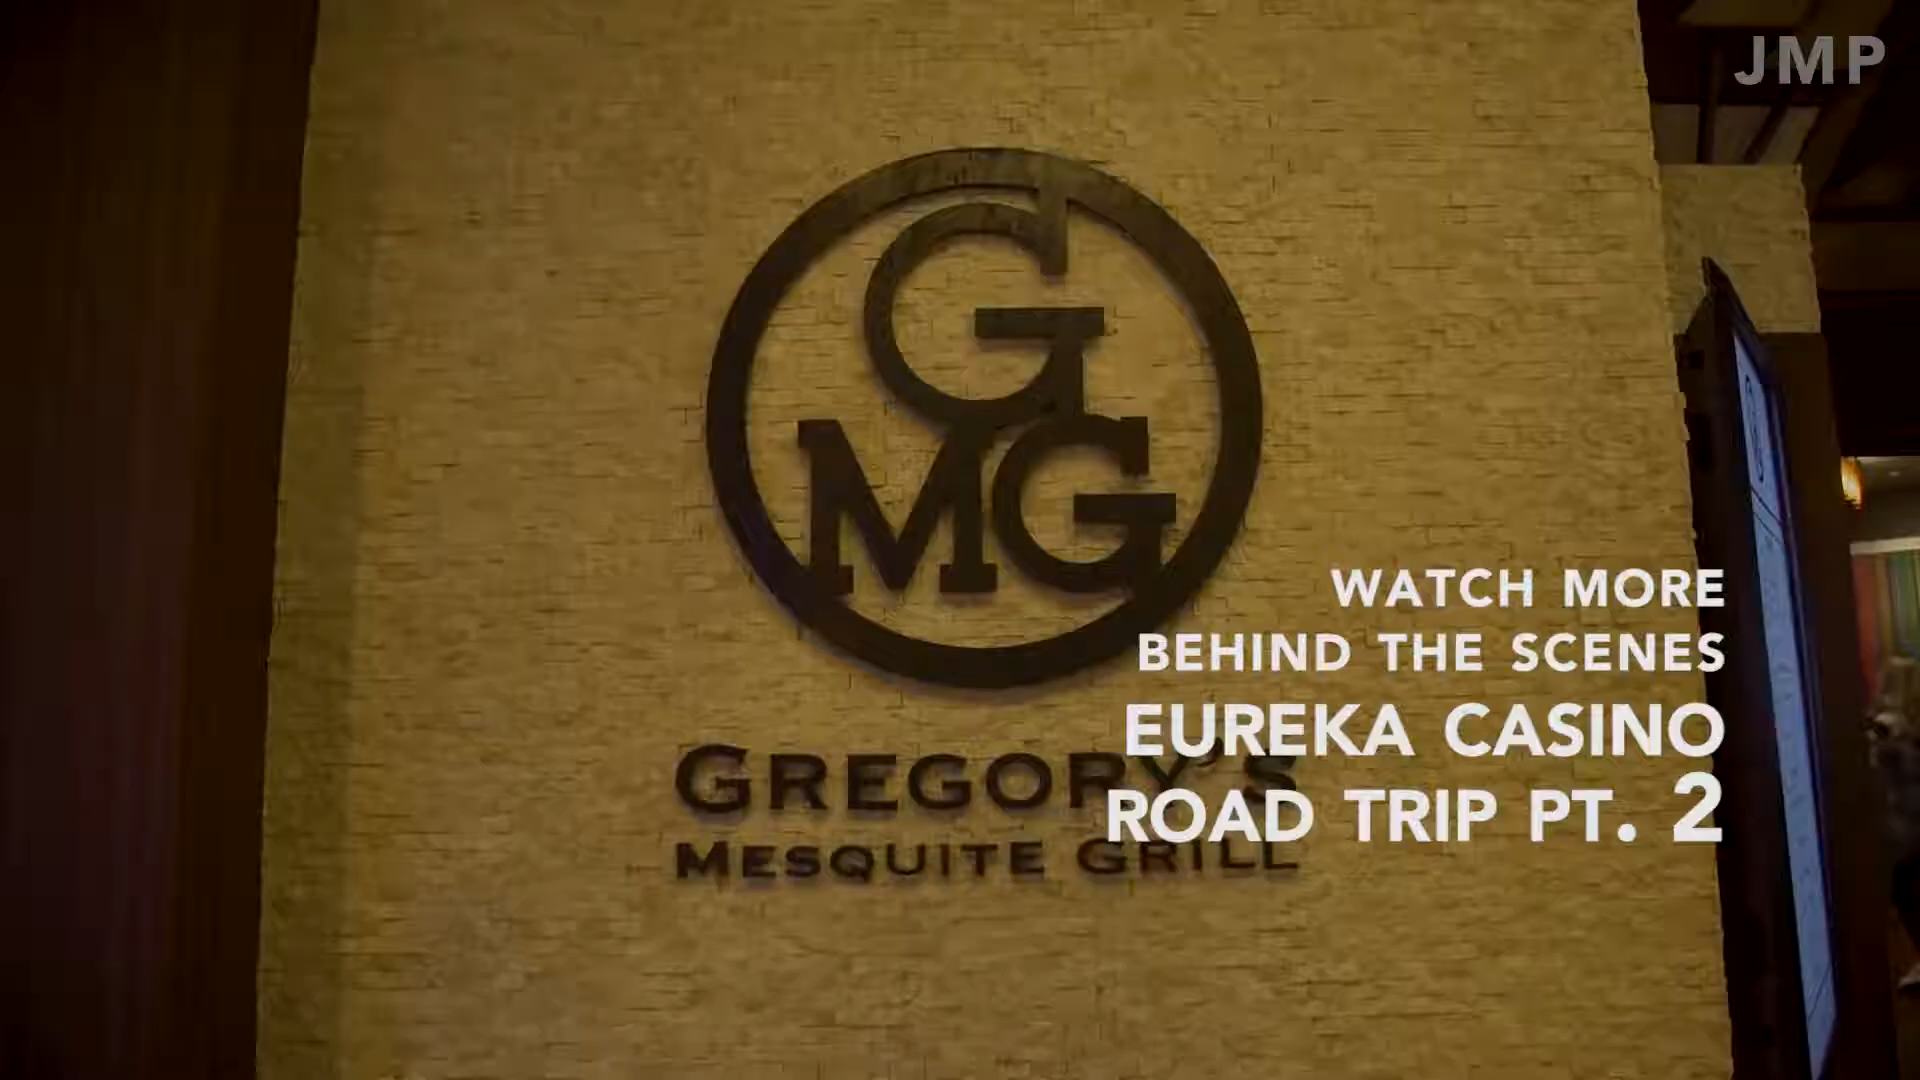 JMP
G
MG
GREGORY'S
MESQUITE GRILL
WATCH MORE
BEHIND THE SCENES
EUREKA CASINO
ROAD TRIP PT. 2